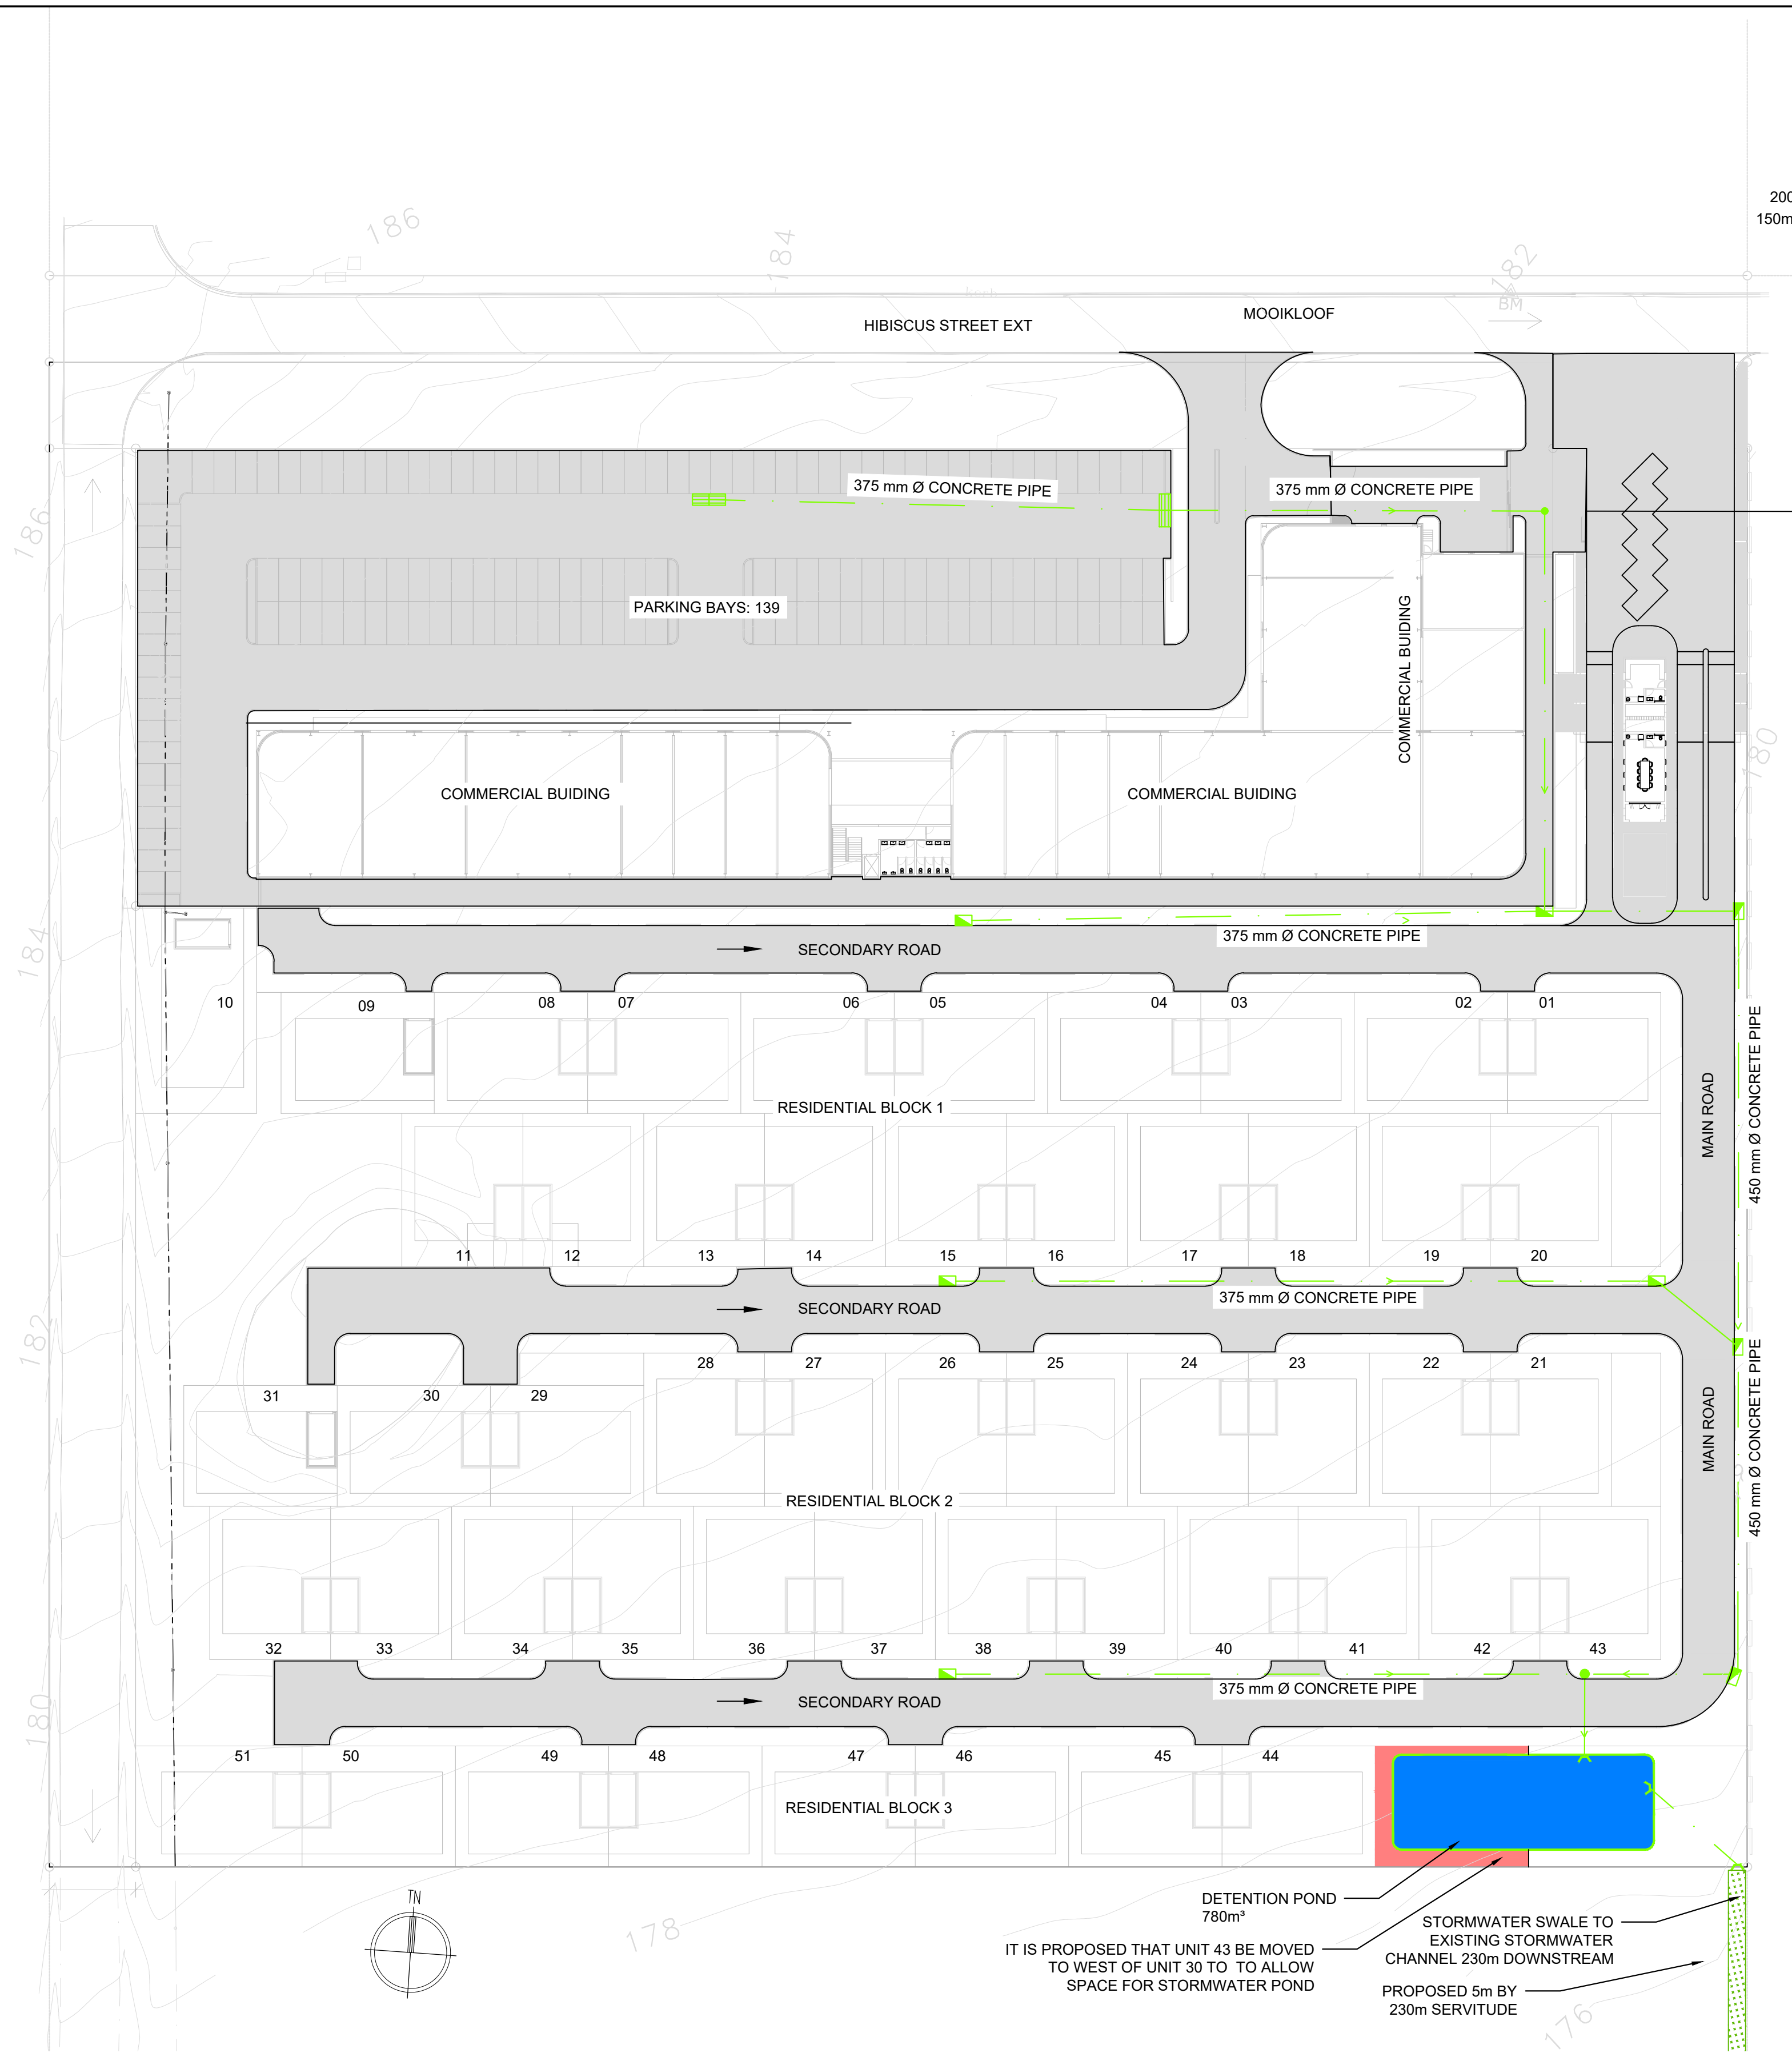 200
150m
186
184
182
kerb
BM
HIBISCUS STREET EXT
MOOIKLOOF
186
375 mm Ø CONCRETE PIPE
375 mm Ø CONCRETE PIPE
PARKING BAYS: 139
COMMERCIAL BUIDING
180
COMMERCIAL BUIDING
COMMERCIAL BUIDING
375 mm Ø CONCRETE PIPE
SECONDARY ROAD
184
10
09
08
07
06
05
04
03
02
01
450 mm Ø CONCRETE PIPE
MAIN ROAD
RESIDENTIAL BLOCK 1
11
12
13
14
15
16
17
18
19
20
375 mm Ø CONCRETE PIPE
SECONDARY ROAD
182
28
27
26
25
24
23
22
21
31
30
29
MAIN ROAD
450 mm Ø CONCRETE PIPE
RESIDENTIAL BLOCK 2
32
33
34
35
36
37
38
39
40
41
42
43
375 mm Ø CONCRETE PIPE
SECONDARY ROAD
180
51
50
49
48
47
46
45
44
RESIDENTIAL BLOCK 3
TN
178
DETENTION POND
780m³
IT IS PROPOSED THAT UNIT 43 BE MOVED
TO WEST OF UNIT 30 TO TO ALLOW
SPACE FOR STORMWATER POND
STORMWATER SWALE TO
EXISTING STORMWATER
CHANNEL 230m DOWNSTREAM
PROPOSED 5m BY
230m SERVITUDE
176